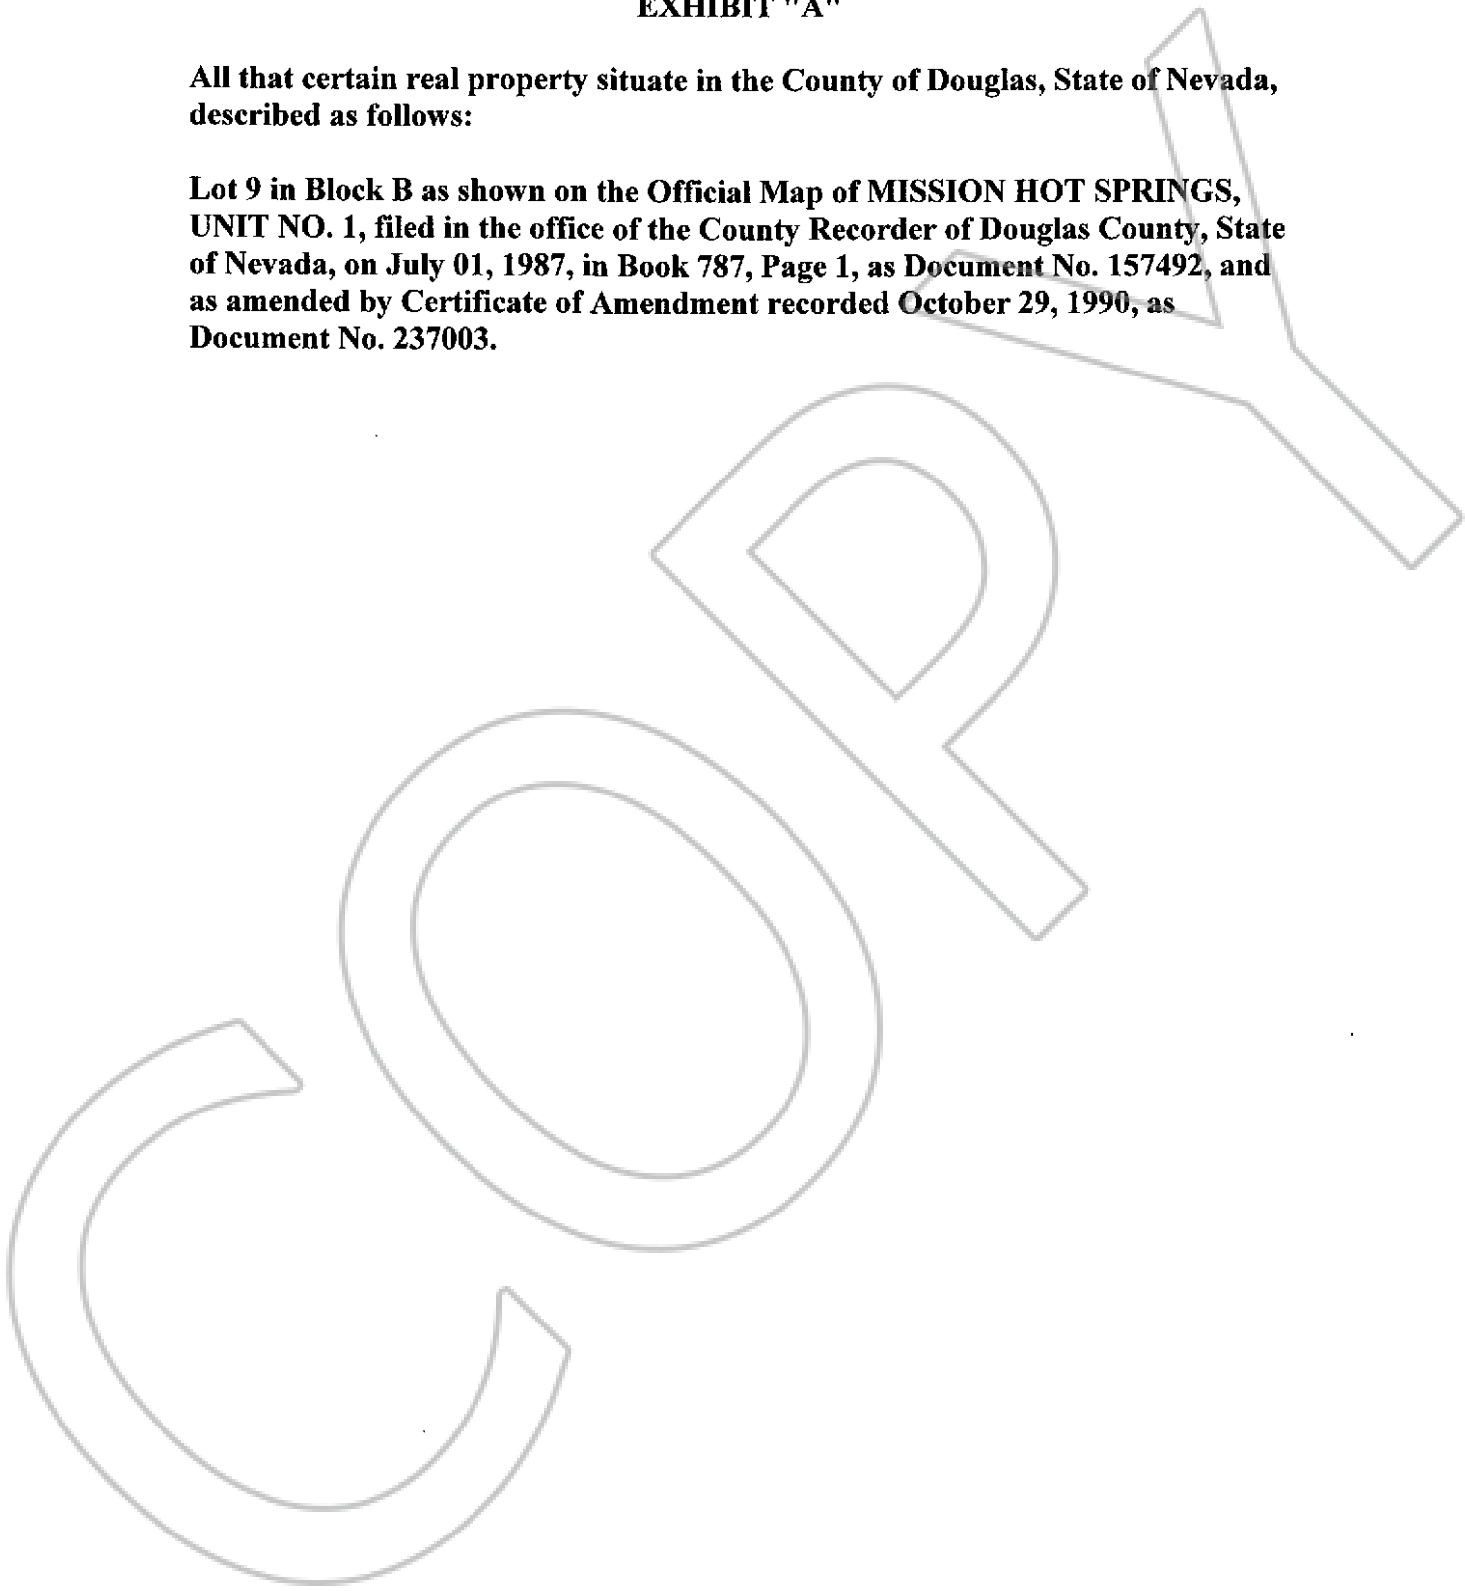 EXHIBIT "A"
All that certain real property situate in the County of Douglas, State of Nevada,
described as follows:
Lot 9 in Block B as shown on the Official Map of MISSION HOT SPRINGS,
UNIT NO. 1, filed in the office of the County Recorder of Douglas County, State
of Nevada, on July 01, 1987, in Book 787, Page 1, as Document No. 157492, and
as amended by Certificate of Amendment recorded October 29, 1990, as
Document No. 237003.
COPY